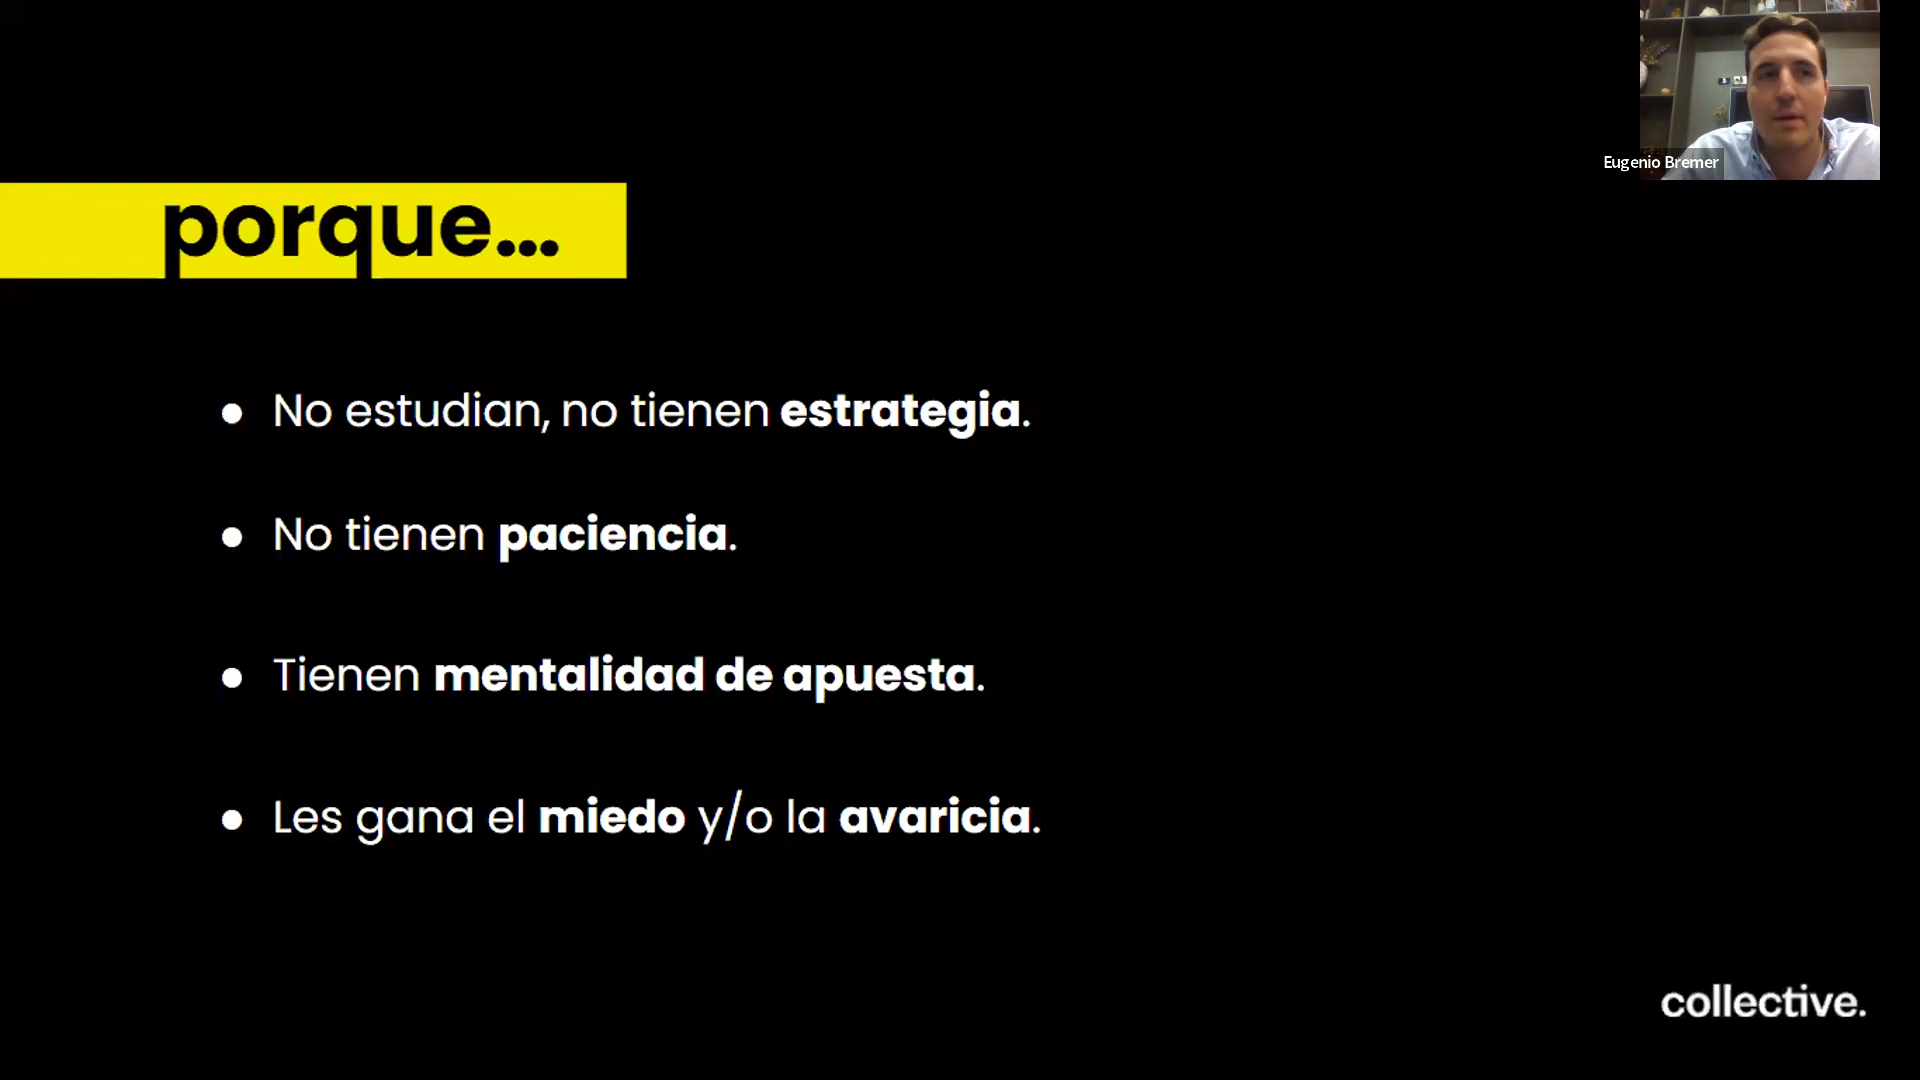 Eugenio Bremer
porque...
● No estudian, no tienen estrategia.
● No tienen paciencia.
● Tienen mentalidad de apuesta.
● Les gana el miedo y/o la avaricia.
collective.